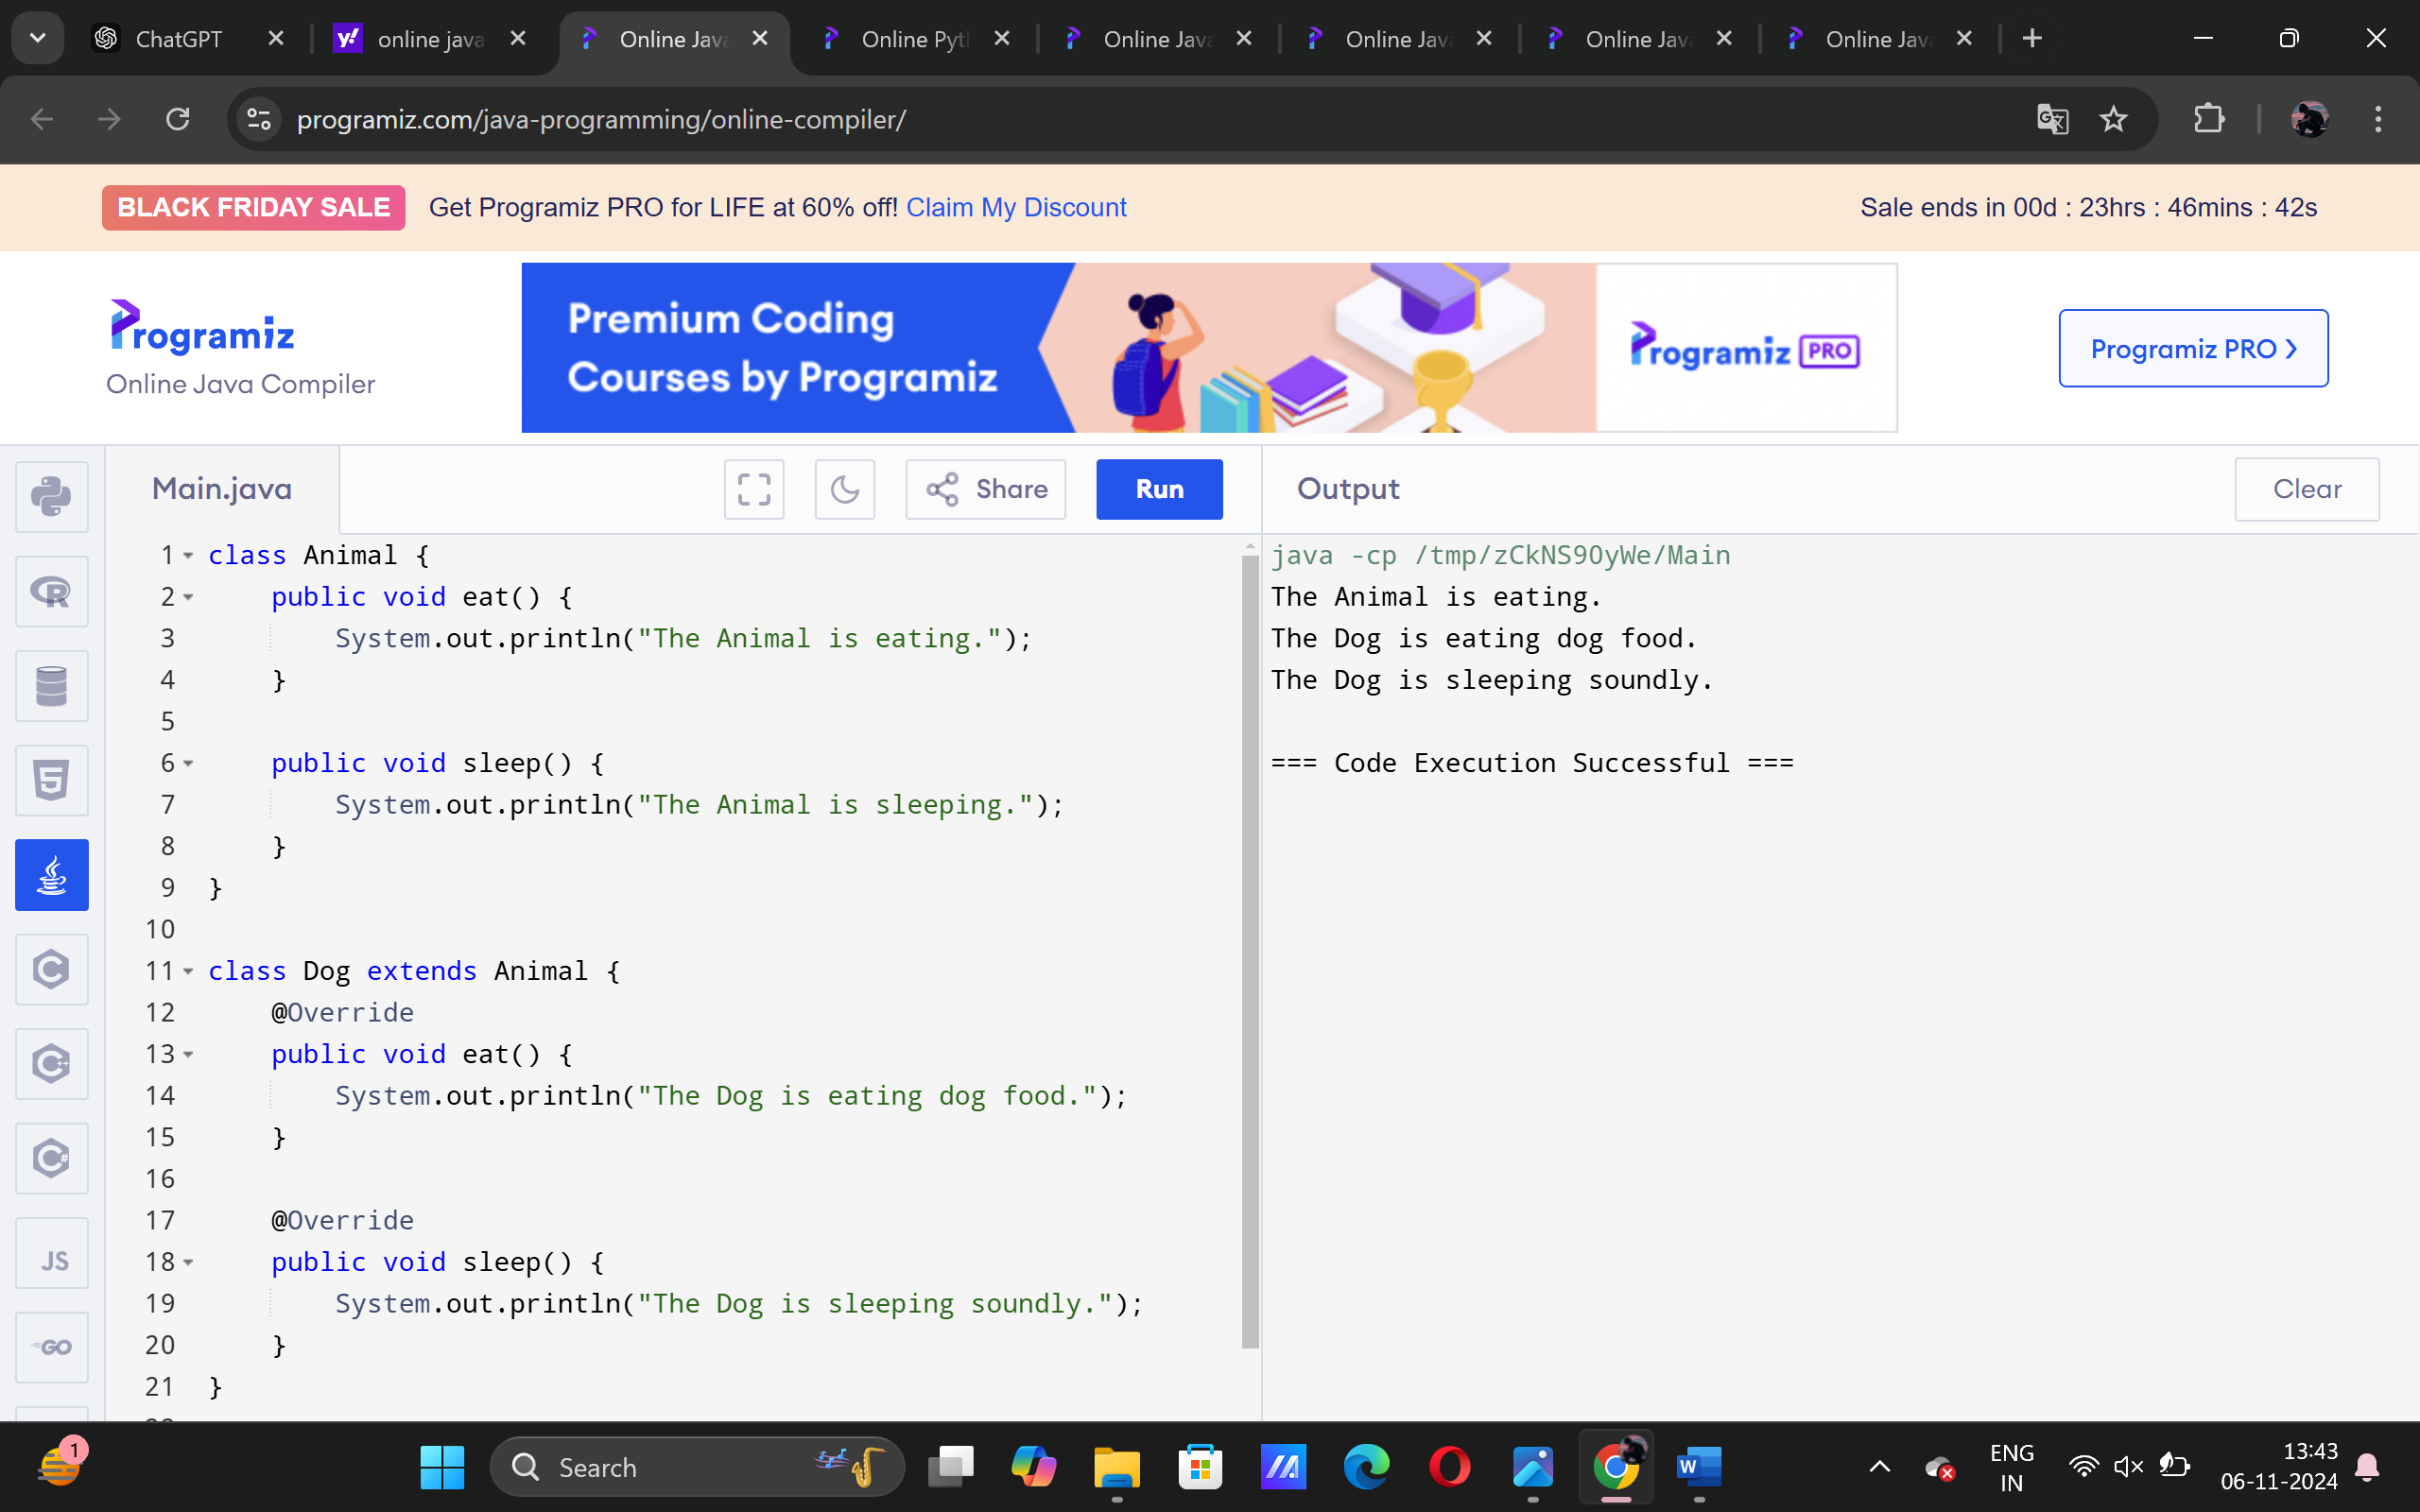 ChatGPT
online java
Online Jav
Online Pyt
Online Jav
Online Jav
Online Jav
Online Jav
programiz.com/java-programming/online-compiler/
BLACK FRIDAY SALE Get Programiz PRO for LIFE at 60% off! Claim My Discount
Sale ends in 00d : 23hrs : 46mins : 42s
Programiz
Online Java Compiler
Premium Coding
Courses by Programiz
Programiz PRO
Programiz PRO ❯
Main.java
Share
Run
Output
Clear
1 class Animal {
2     public void eat() {
3         System.out.println("The Animal is eating.");
4     }
5
6     public void sleep() {
7         System.out.println("The Animal is sleeping.");
8     }
9 }
10
11 class Dog extends Animal {
12     @Override
13     public void eat() {
14         System.out.println("The Dog is eating dog food.");
15     }
16
17     @Override
18     public void sleep() {
19         System.out.println("The Dog is sleeping soundly.");
20     }
21 }
java -cp /tmp/zCkNS9OyWe/Main
The Animal is eating.
The Dog is eating dog food.
The Dog is sleeping soundly.
=== Code Execution Successful ===
JS
GO
1
Search
ENG
IN
13:43
06-11-2024